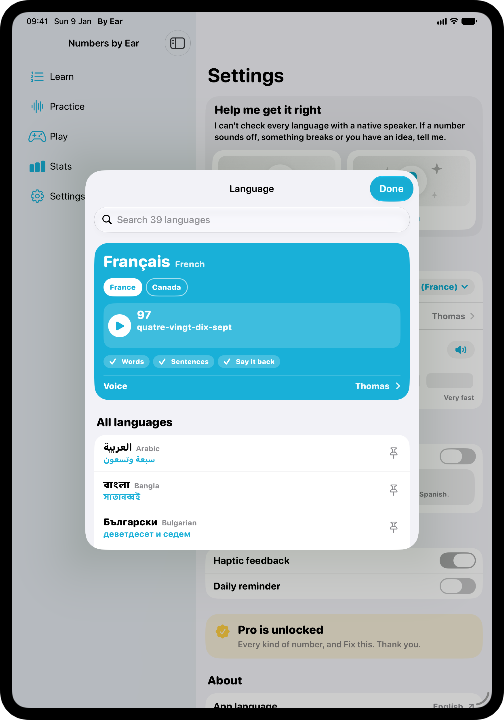 09:41 Sun 9 Jan By Ear
Numbers by Ear
Learn
Practice
Play
Stats
Settings
Settings
Help me get it right
I can't check every language with a native speaker. If a number
sounds off, something breaks or you have an idea, tell me.
Language
Done
Search 39 languages
Français French
France
Canada
97
quatre-vingt-dix-sept
Words
Sentences
Say it back
Voice
Thomas
All languages
العربية Arabic
سبعة وتسعون
বাংলা Bangla
সাতানব্বই
Български Bulgarian
деветдесет и седем
(France)
Thomas
Very fast
Spanish.
Haptic feedback
Daily reminder
Pro is unlocked
Every kind of number, and Fix this. Thank you.
About
App language
English